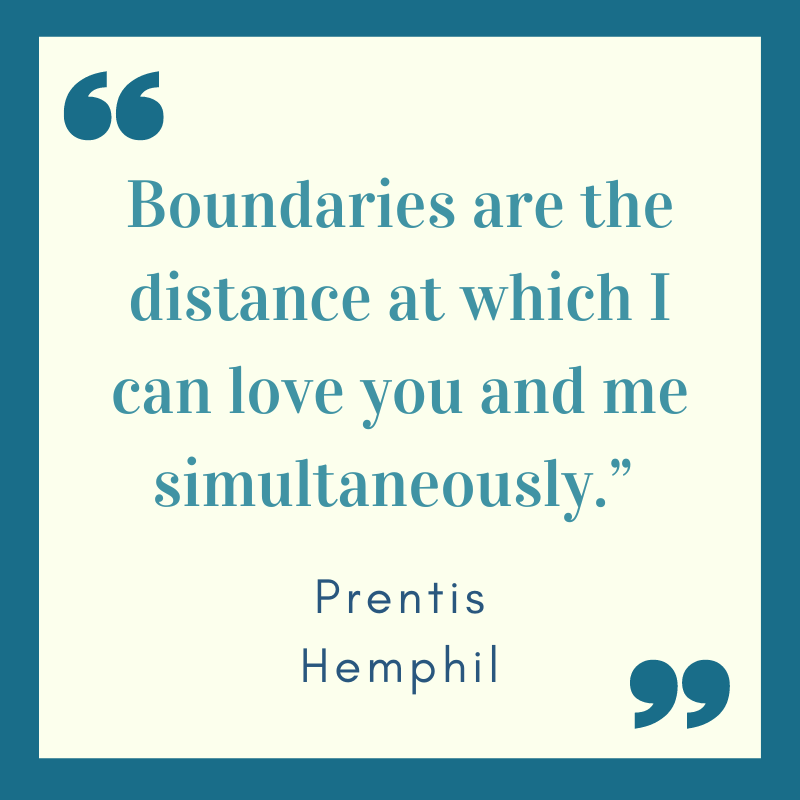 “
Boundaries are the
distance at which I
can love you and me
simultaneously.”
Prentis
Hemphil
”